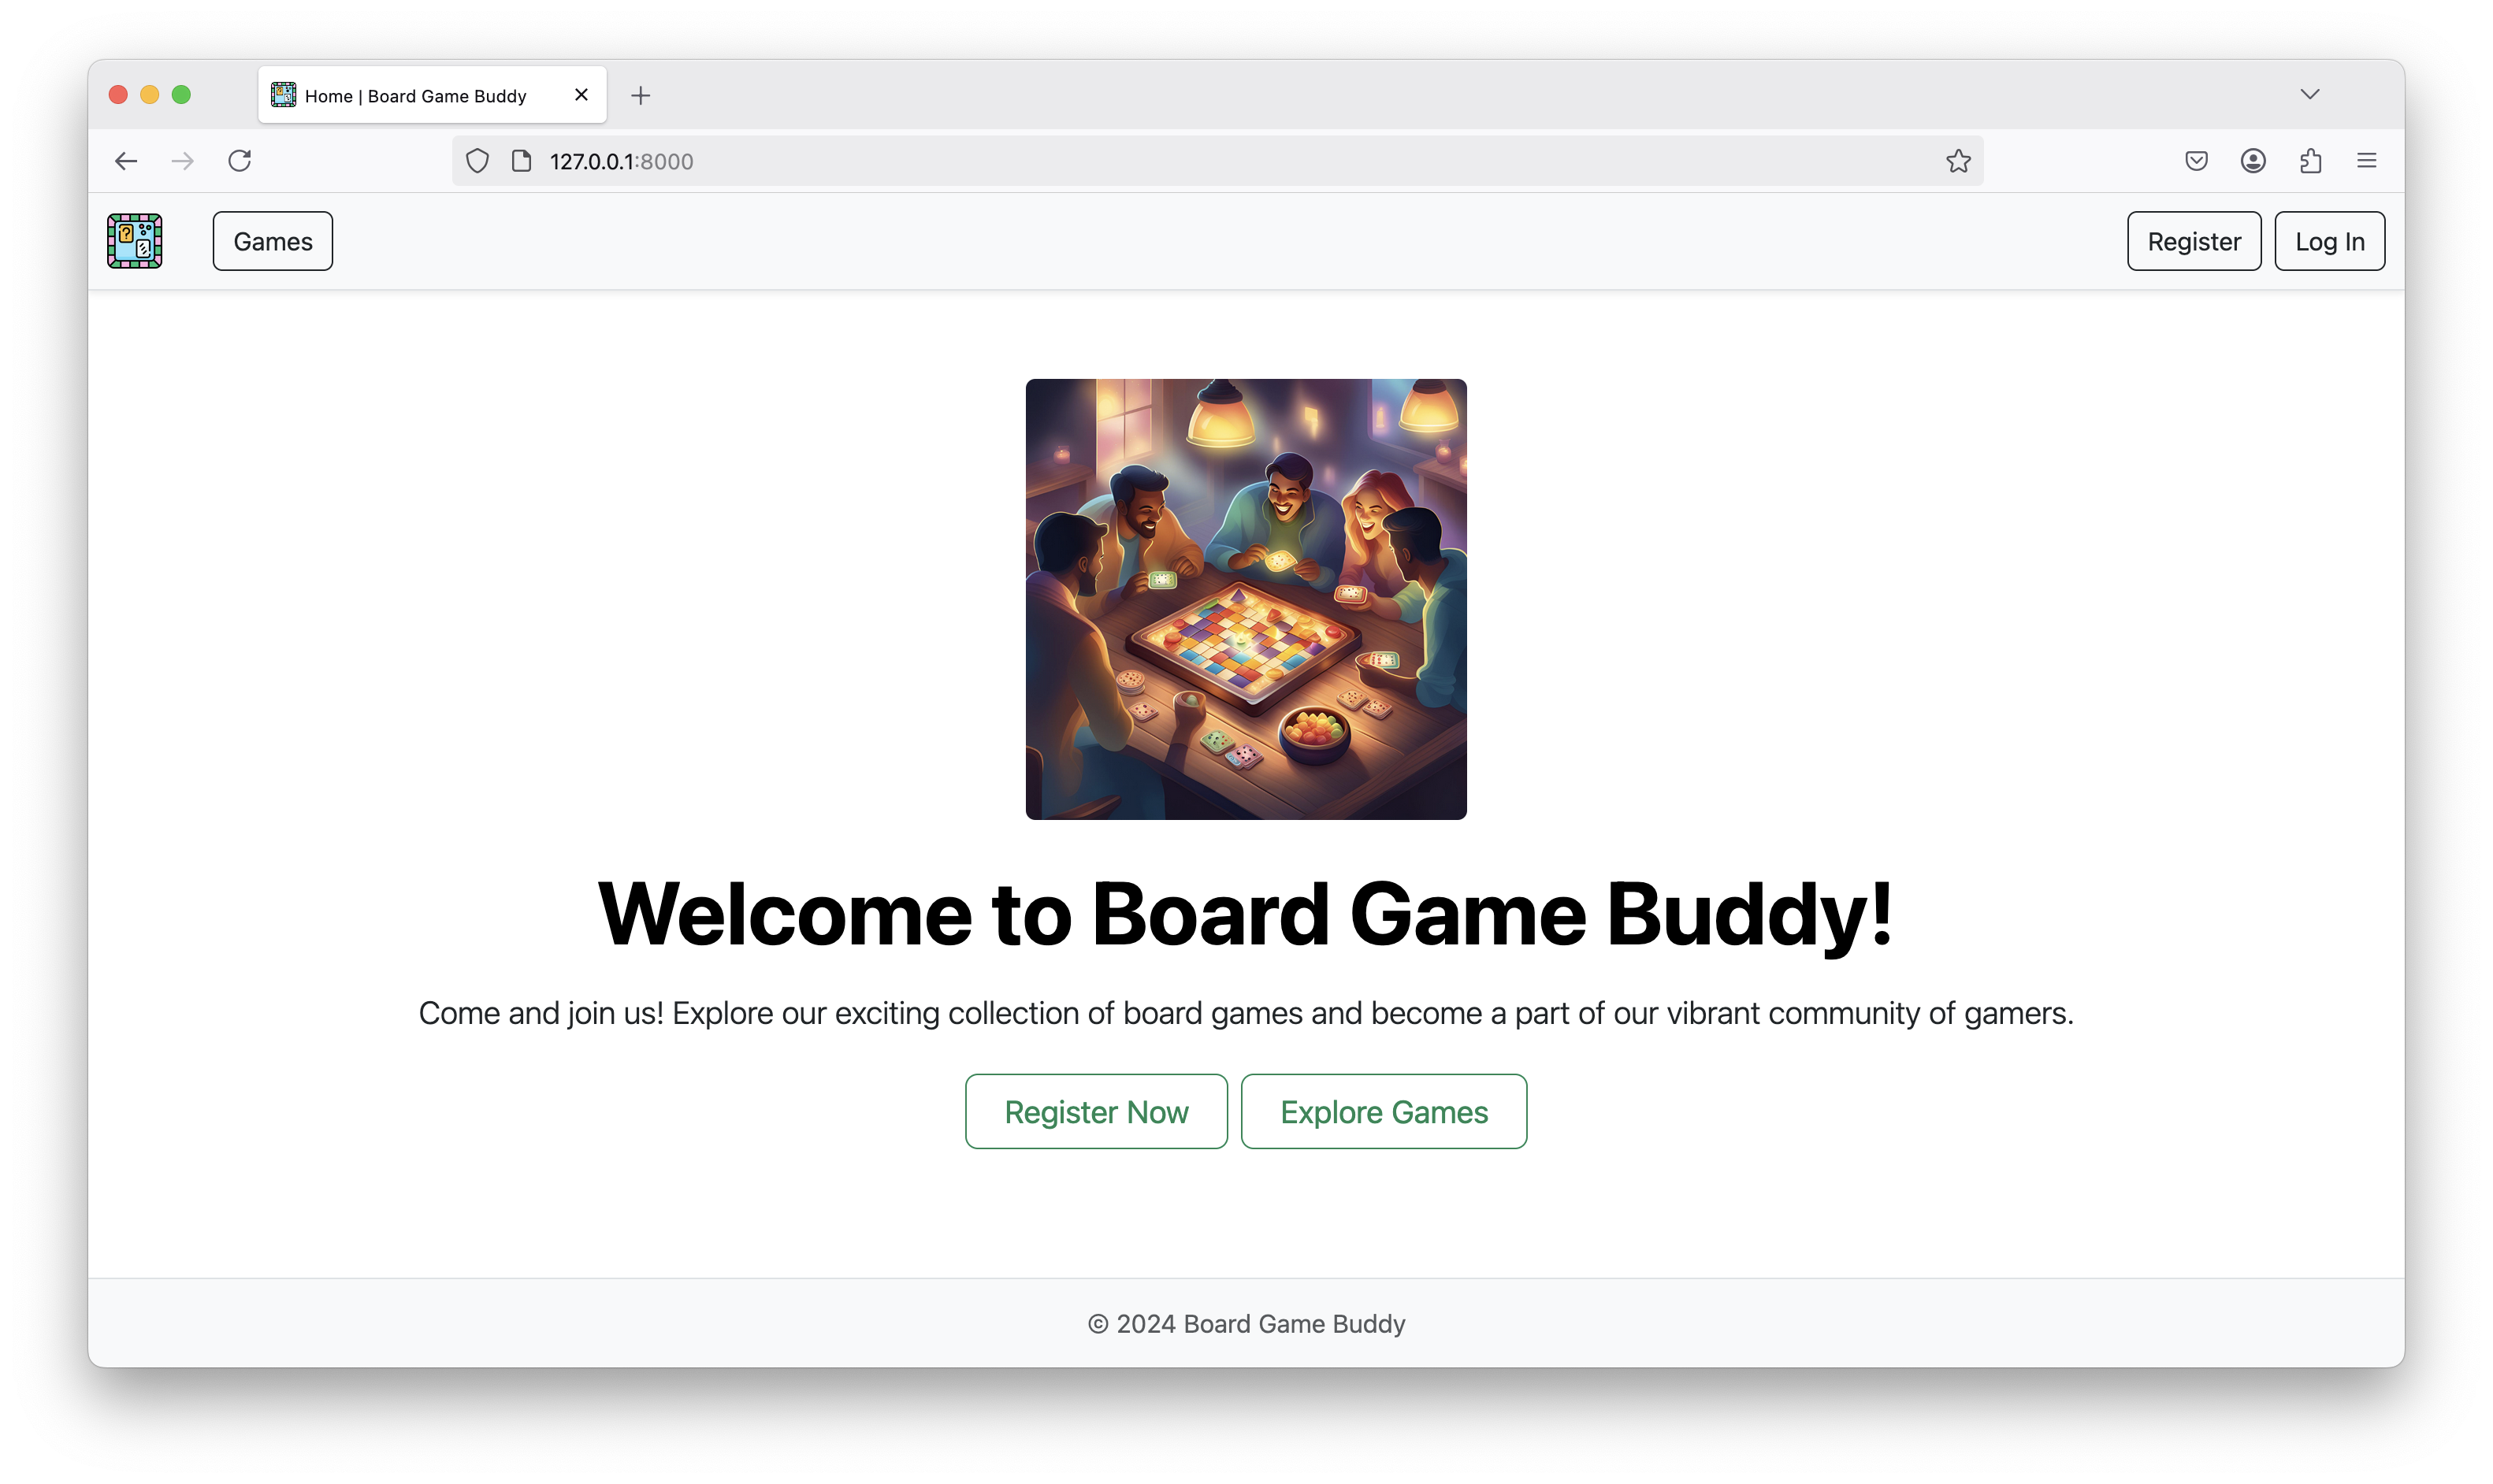 Home | Board Game Buddy
127.0.0.1:8000
Games
Register
Log In
Welcome to Board Game Buddy!
Come and join us! Explore our exciting collection of board games and become a part of our vibrant community of gamers.
Register Now
Explore Games
© 2024 Board Game Buddy